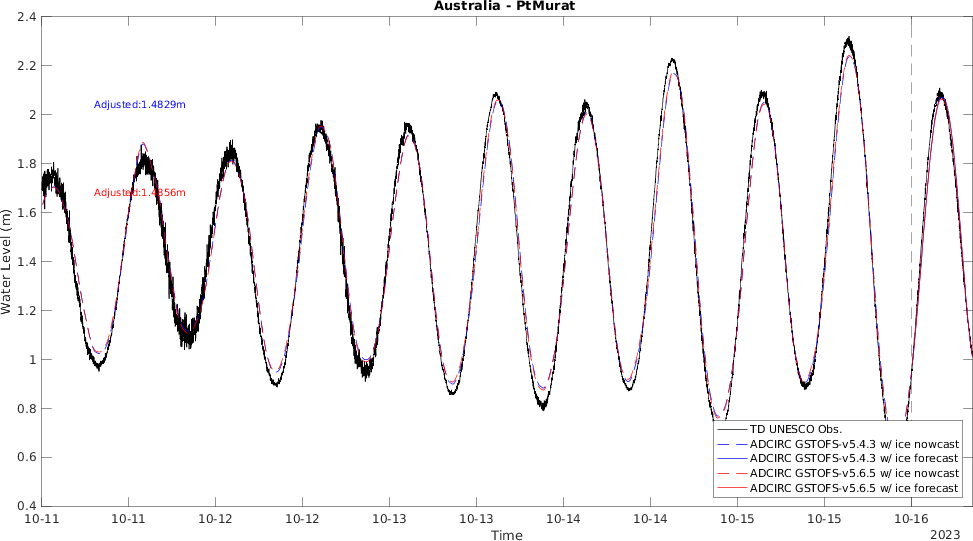 Australia - PtMurat
2.4
2.2
2
1.8
1.6
1.4
1.2
1
0.8
0.6
0.4
Water Level (m)
Adjusted:1.4829m
Adjusted:1.4856m
TD UNESCO Obs.
ADCIRC GSTOFS-v5.4.3 w/ ice nowcast
ADCIRC GSTOFS-v5.4.3 w/ ice forecast
ADCIRC GSTOFS-v5.6.5 w/ ice nowcast
ADCIRC GSTOFS-v5.6.5 w/ ice forecast
10-11 10-11 10-12 10-12 10-13 10-13 10-14 10-14 10-15 10-15 10-16
Time
2023